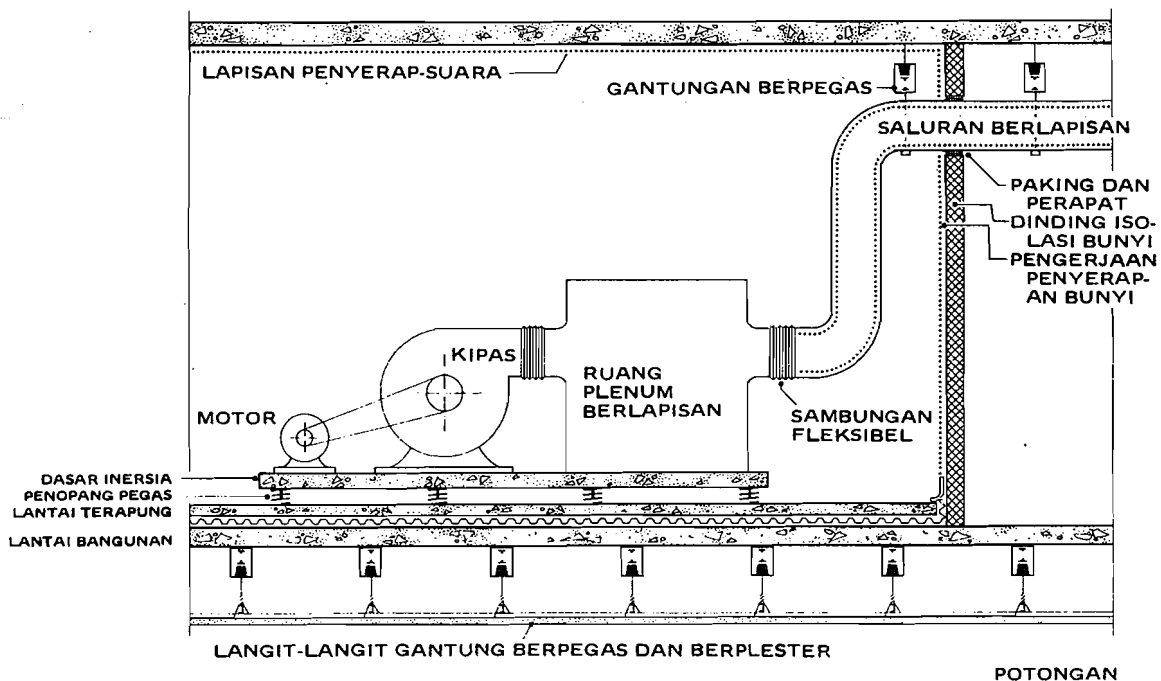 LAPISAN PENYERAP-SUARA
GANTUNGAN BERPEGAS
SALURAN BERLAPISAN
PAKING DAN
PERAPAT
DINDING ISO-
LASI BUNYI
PENGERJAAN
PENYERAP-
AN BUNYI
KIPAS
RUANG
PLENUM
BERLAPISAN
MOTOR
SAMBUNGAN
FLEKSIBEL
DASAR INERSIA
PENOPANG PEGAS
LANTAI TERAPUNG
LANTAI BANGUNAN
LANGIT-LANGIT GANTUNG BERPEGAS DAN BERPLESTER
POTONGAN